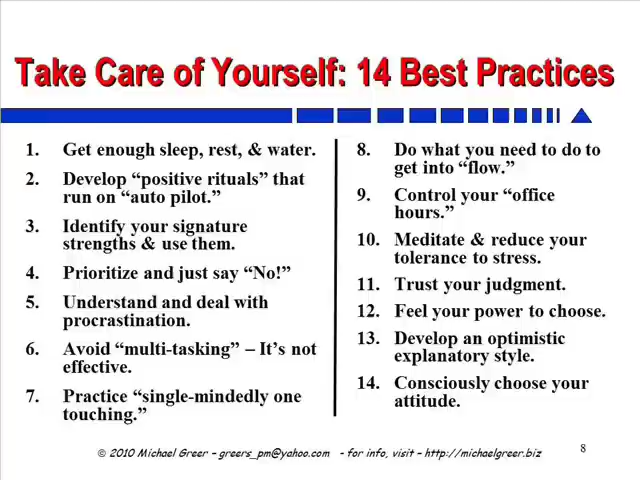 Take Care of Yourself: 14 Best Practices
1. Get enough sleep, rest, & water.
2. Develop “positive rituals” that
run on “auto pilot.”
3. Identify your signature
strengths & use them.
4. Prioritize and just say “No!”
5. Understand and deal with
procrastination.
6. Avoid “multi-tasking” – It’s not
effective.
7. Practice “single-mindedly one
touching.”
8. Do what you need to do to
get into “flow.”
9. Control your “office
hours.”
10. Meditate & reduce your
tolerance to stress.
11. Trust your judgment.
12. Feel your power to choose.
13. Develop an optimistic
explanatory style.
14. Consciously choose your
attitude.
© 2010 Michael Greer – greers_pm@yahoo.com - for info, visit – http://michaelgreer.biz
8